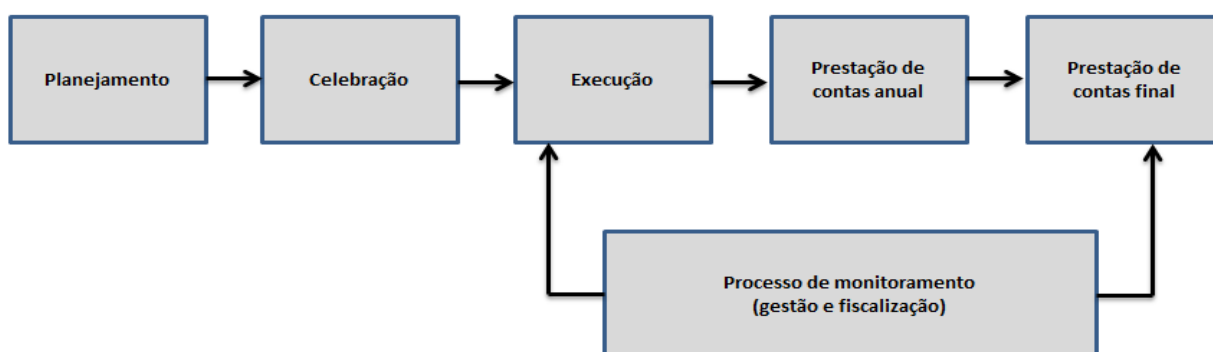 Planejamento
Celebração
Execução
Prestação de
contas anual
Prestação de
contas final
Processo de monitoramento
(gestão e fiscalização)